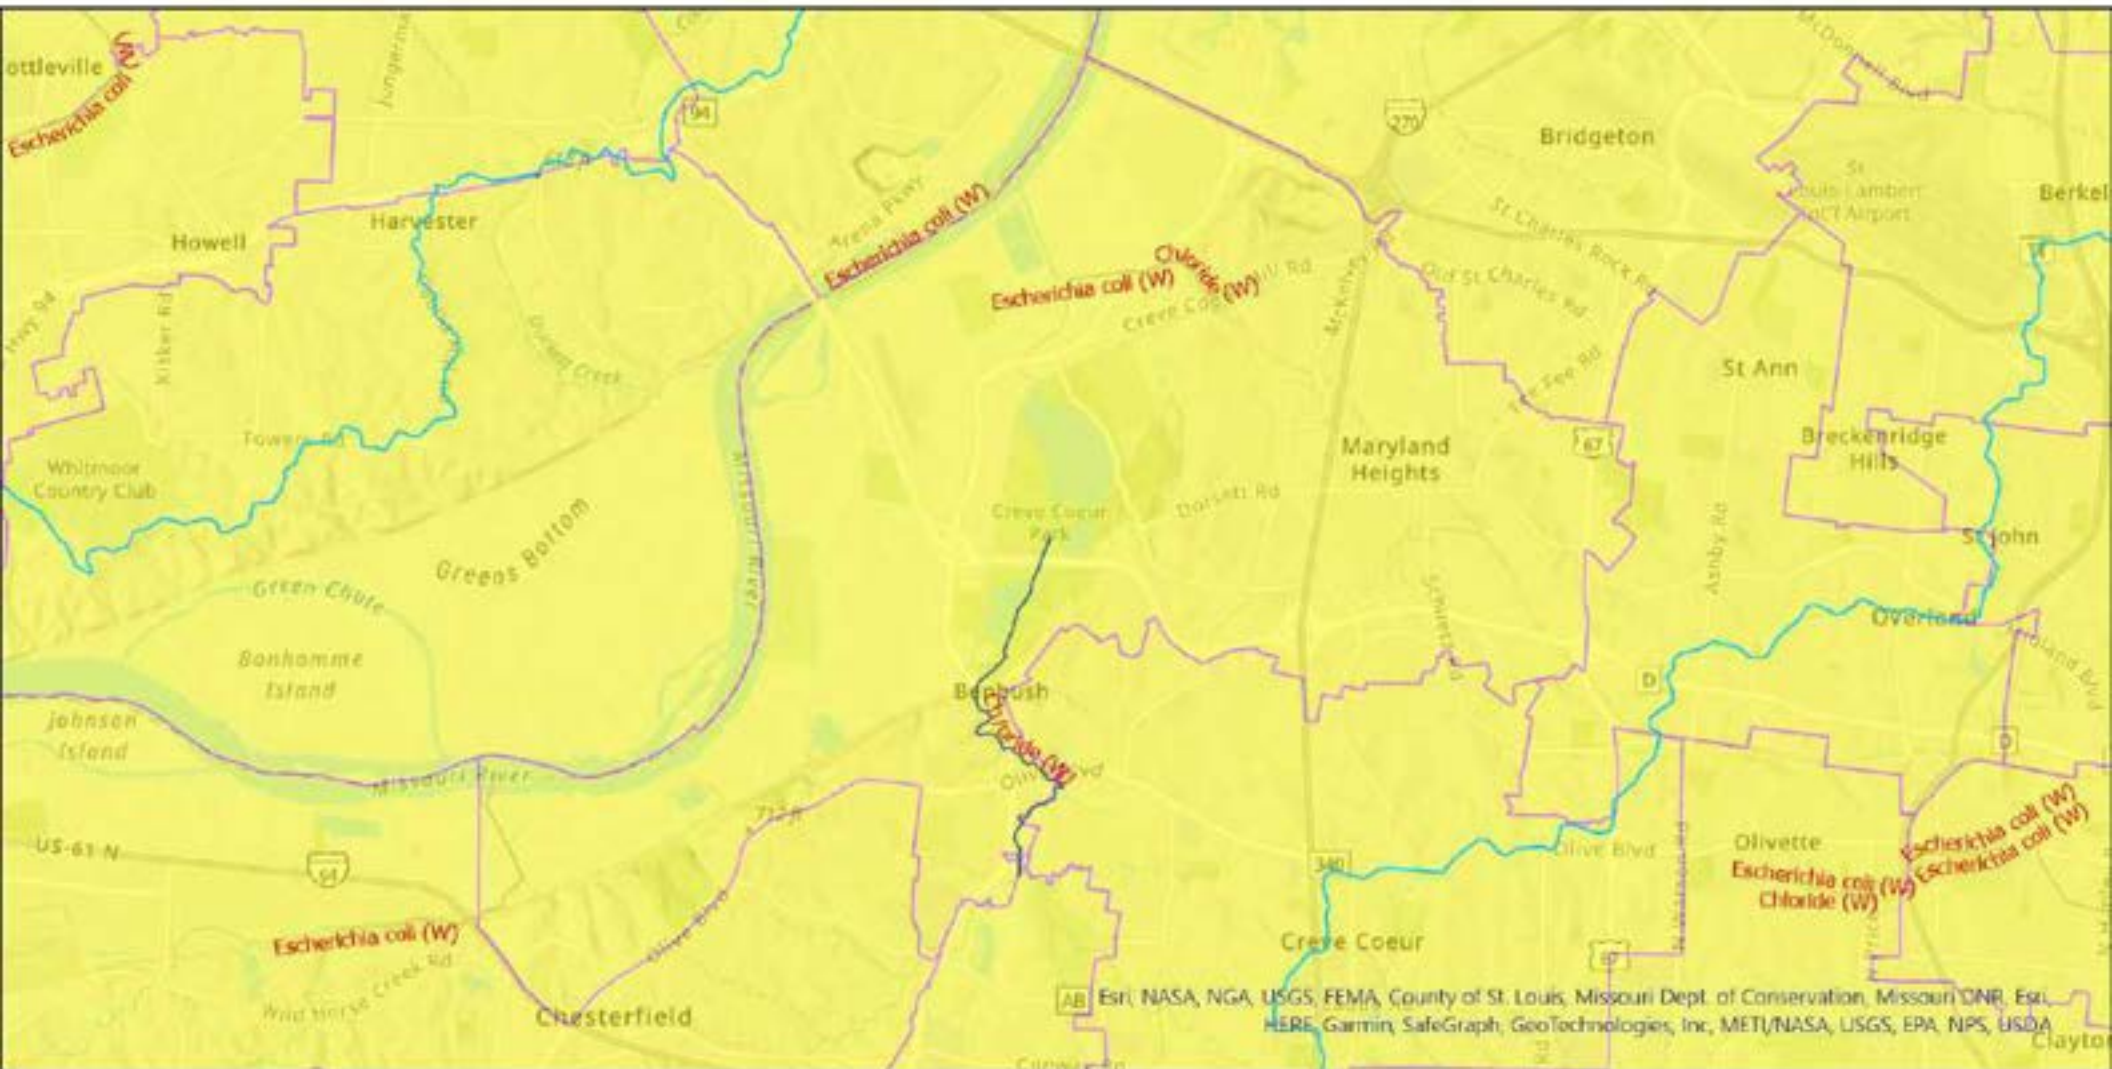 ottleville
Escherichia coli (W)
94
270
Bridgeton
St
Louis Lambert
Int'l Airport
Berkel
Howell
Harvester
Arena Pkwy
Escherichia coli (W)
Escherichia coli (W)
Chloride (W)
St Charles Rock Rd
Old St Charles Rd
Kisker Rd
Duckett Creek
Creve Coeur Mill Rd
St Ann
Towers Rd
Whitmoor
Country Club
Maryland
Heights
67
Breckenridge
Hills
Missouri River
Creve Coeur
Park
Dorsett Rd
Ashby Rd
St John
Greens Bottom
Green Chute
Overland
Bonhomme
Island
Johnson
Island
Schuetz Rd
D
Chloride (W)
Olive Blvd
Missouri River
D
US-61 N
64
340
Olive Blvd
Olivette
Escherichia coli (W)
Escherichia coli (W)
Escherichia coli (W)
Chloride (W)
Olive Blvd
Escherichia coli (W)
Wild Horse Creek Rd
Creve Coeur
67
Chesterfield
AB
Esri, NASA, NGA, USGS, FEMA, County of St. Louis, Missouri Dept. of Conservation, Missouri DNR, Esri,
HERE, Garmin, SafeGraph, GeoTechnologies, Inc, METI/NASA, USGS, EPA, NPS, USDA
Clayto